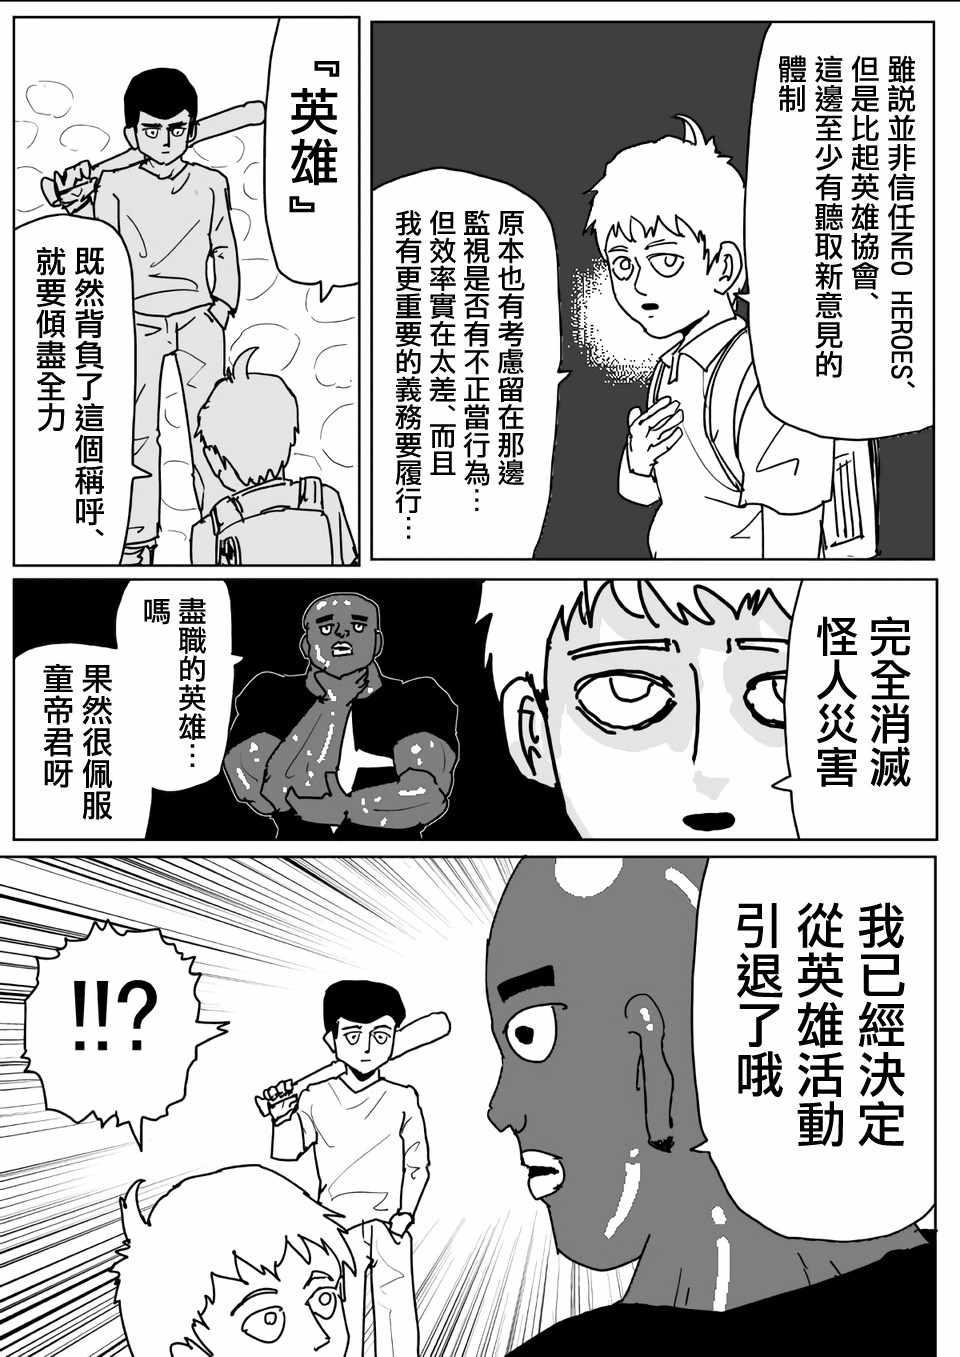 雖説並非信任NEO HEROES、
但是比起英雄協會、
這邊至少有聽取新意見的
體制
原本也有考慮留在那邊
監視是否有不正當行為…
但效率實在太差、而且
我有更重要的義務要履行…
『英雄』
既然背負了這個稱呼、
就要傾盡全力
完全消滅
怪人災害
盡職的英雄…
嗎
果然很佩服
童帝君呀
我已經決定
從英雄活動
引退了哦
!!?